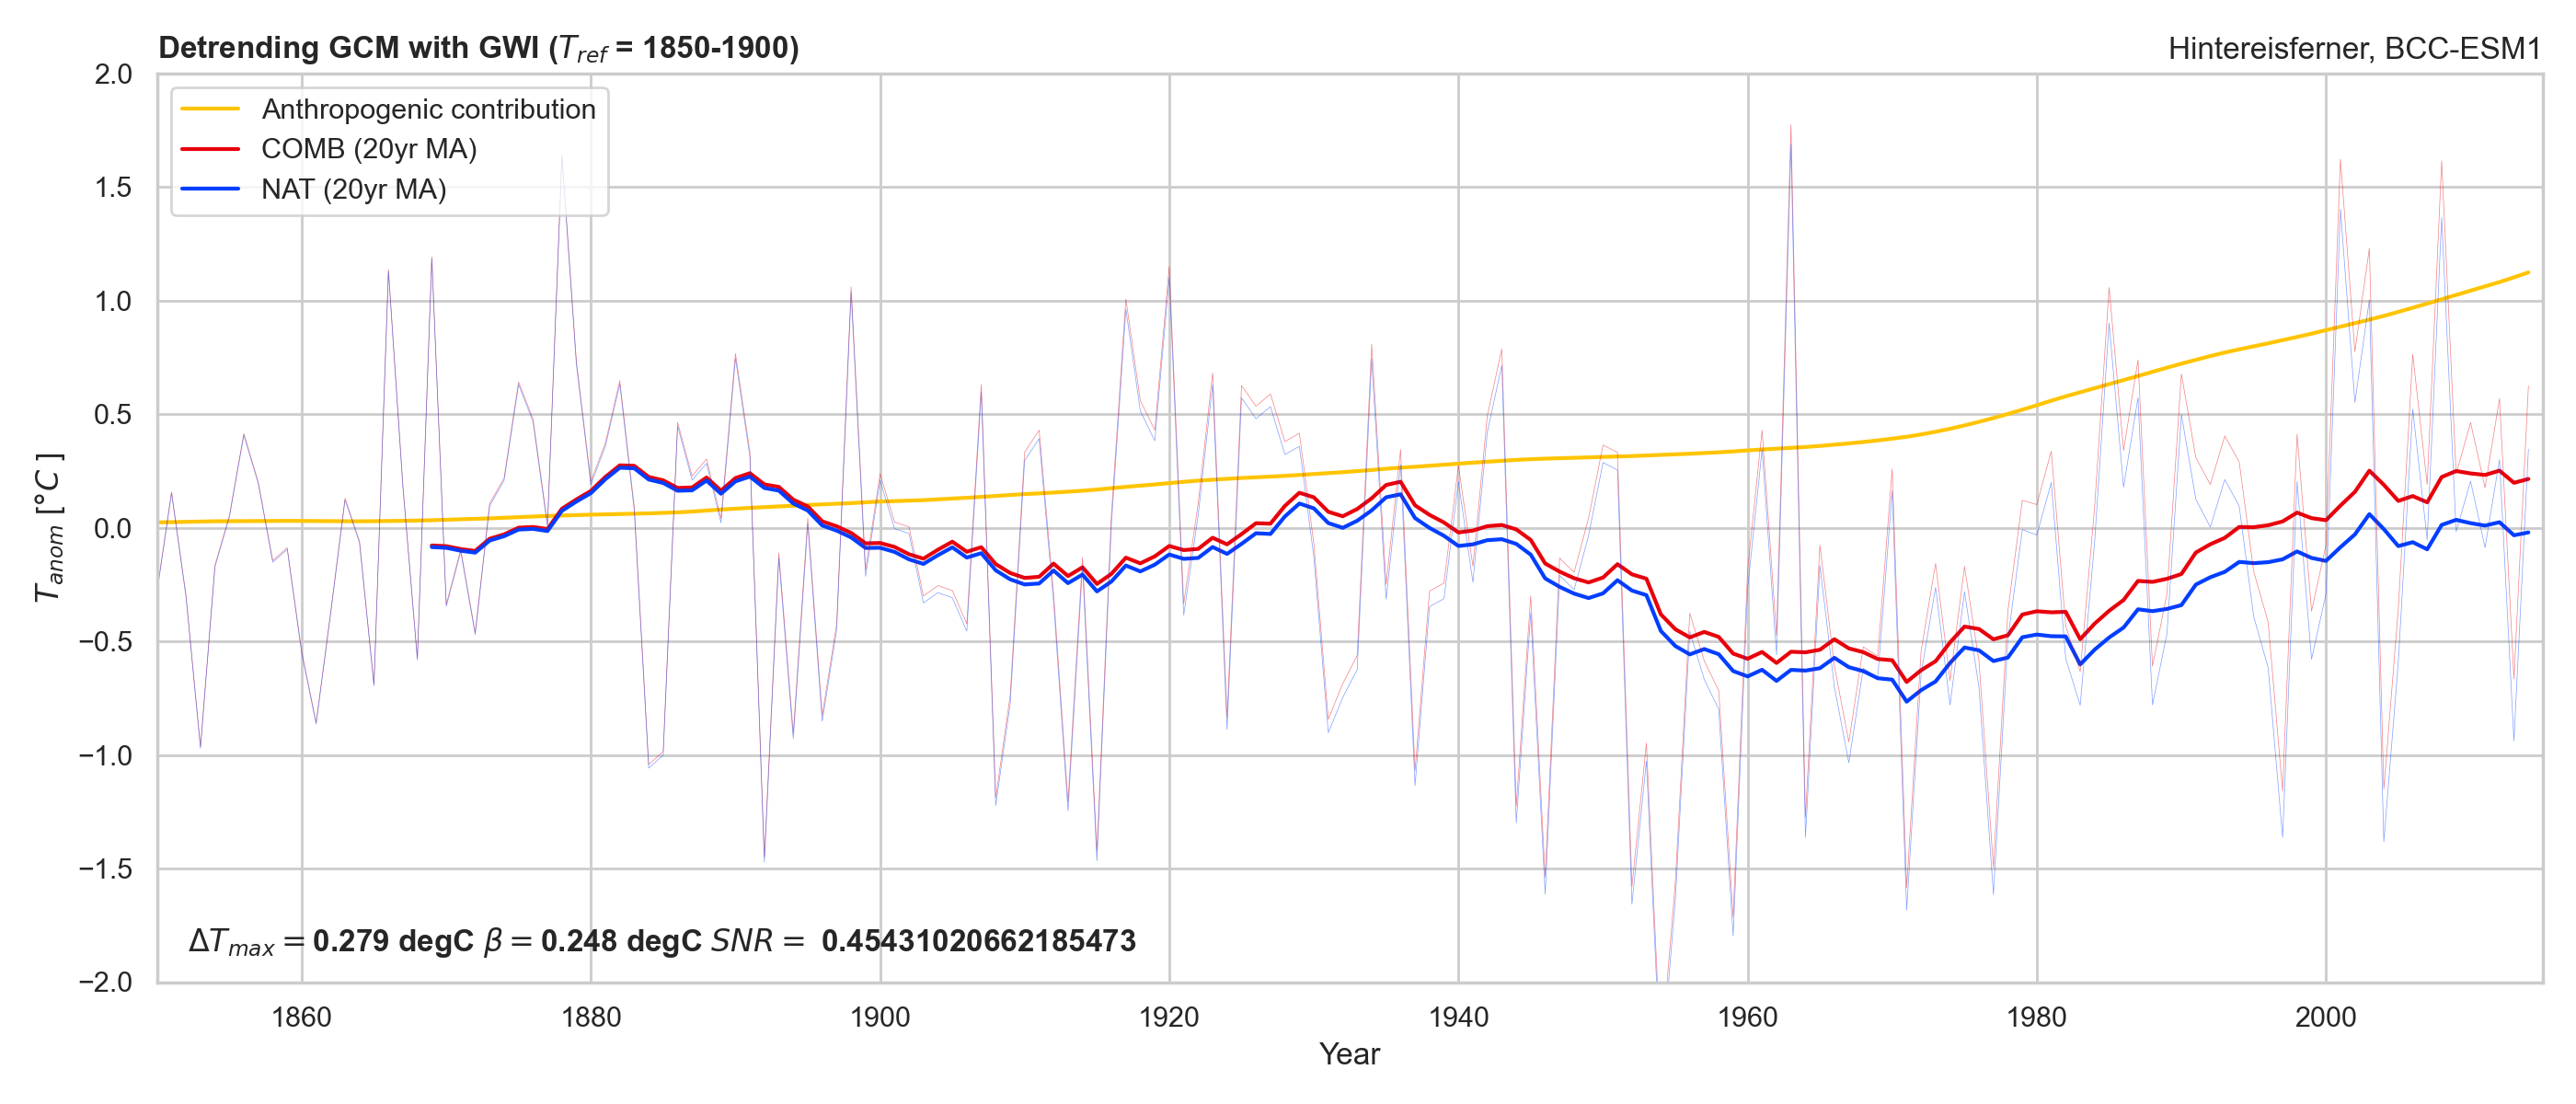 Detrending GCM with GWI (T_ref = 1850-1900)
Hintereisferner, BCC-ESM1
Anthropogenic contribution
COMB (20yr MA)
NAT (20yr MA)
2.0
1.5
1.0
0.5
0.0
−0.5
−1.0
−1.5
−2.0
T_anom [°C ]
ΔT_max = 0.279 degC β = 0.248 degC SNR = 0.45431020662185473
1860 1880 1900 1920 1940 1960 1980 2000
Year